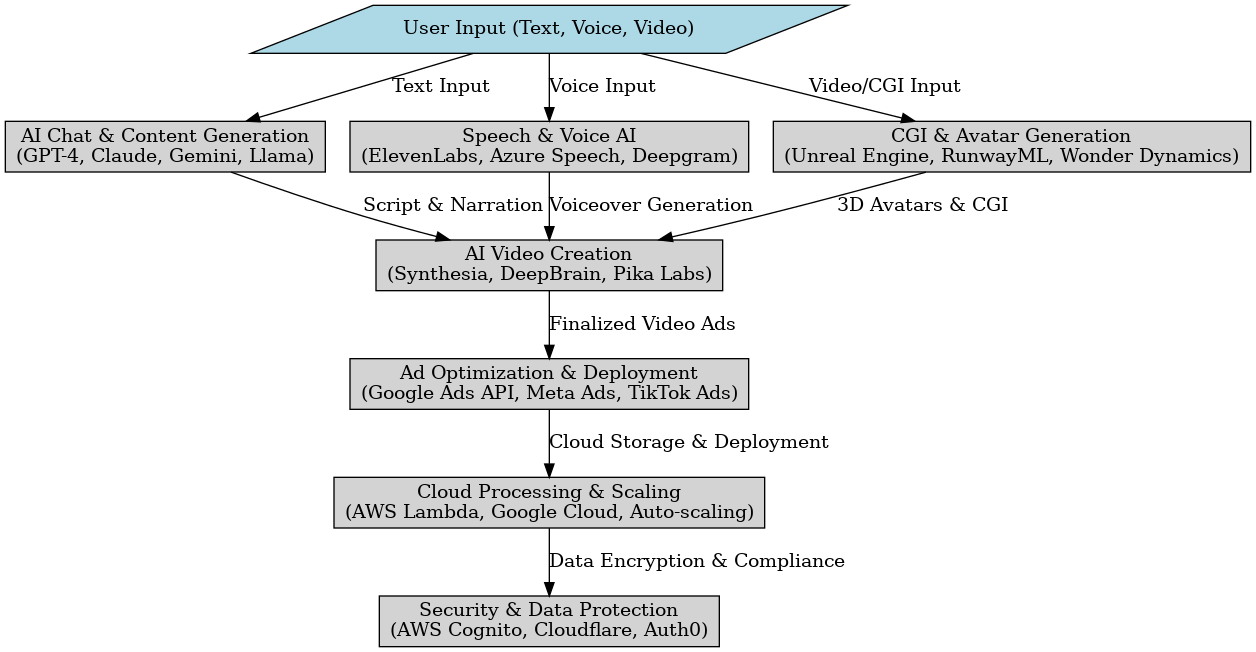 User Input (Text, Voice, Video)
Text Input
Voice Input
Video/CGI Input
AI Chat & Content Generation
(GPT-4, Claude, Gemini, Llama)
Speech & Voice AI
(ElevenLabs, Azure Speech, Deepgram)
CGI & Avatar Generation
(Unreal Engine, RunwayML, Wonder Dynamics)
Script & Narration
Voiceover Generation
3D Avatars & CGI
AI Video Creation
(Synthesia, DeepBrain, Pika Labs)
Finalized Video Ads
Ad Optimization & Deployment
(Google Ads API, Meta Ads, TikTok Ads)
Cloud Storage & Deployment
Cloud Processing & Scaling
(AWS Lambda, Google Cloud, Auto-scaling)
Data Encryption & Compliance
Security & Data Protection
(AWS Cognito, Cloudflare, Auth0)